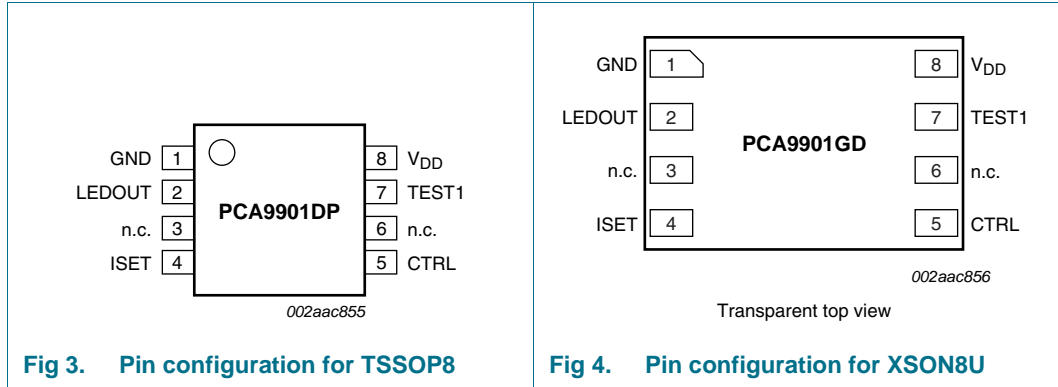 GND 1 8 VDD
LEDOUT 2 7 TEST1
n.c. 3 PCA9901DP 6 n.c.
ISET 4 5 CTRL
002aac855
Fig 3. Pin configuration for TSSOP8
GND 1 8 VDD
LEDOUT 2 7 TEST1
PCA9901GD
n.c. 3 6 n.c.
ISET 4 5 CTRL
002aac856
Transparent top view
Fig 4. Pin configuration for XSON8U